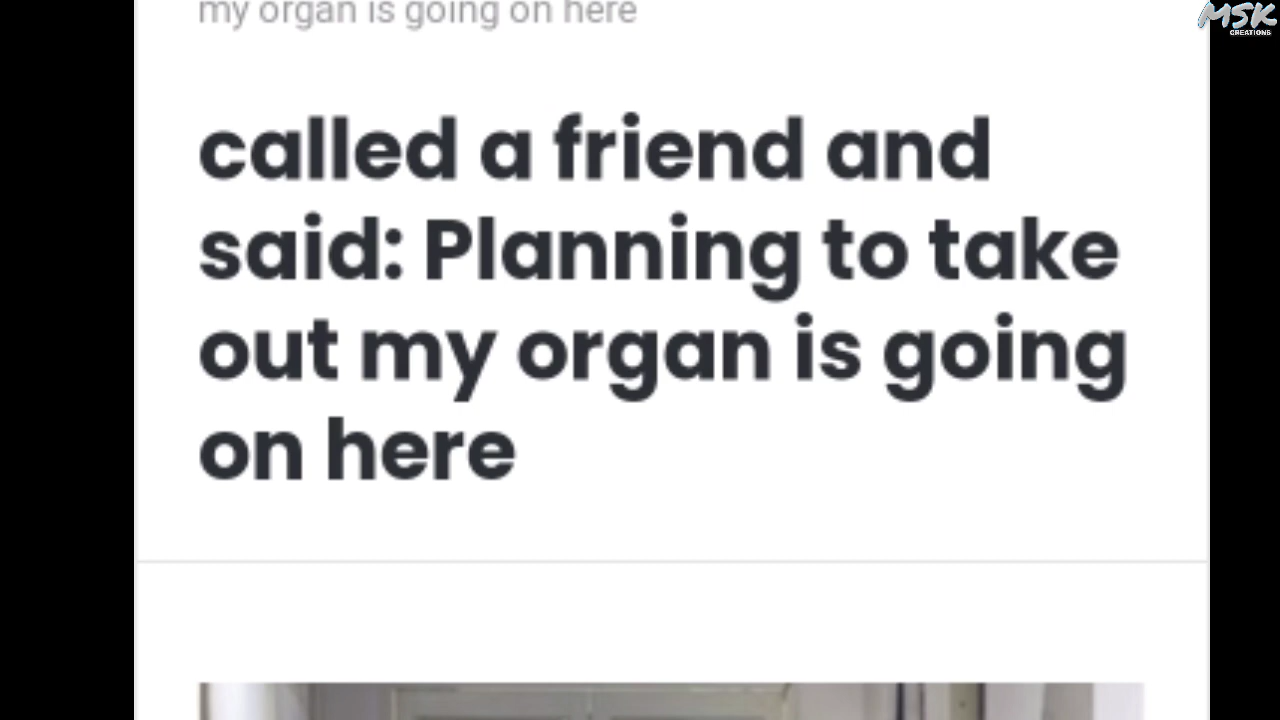 my organ is going on here
MSK
CREATIONS
called a friend and
said: Planning to take
out my organ is going
on here